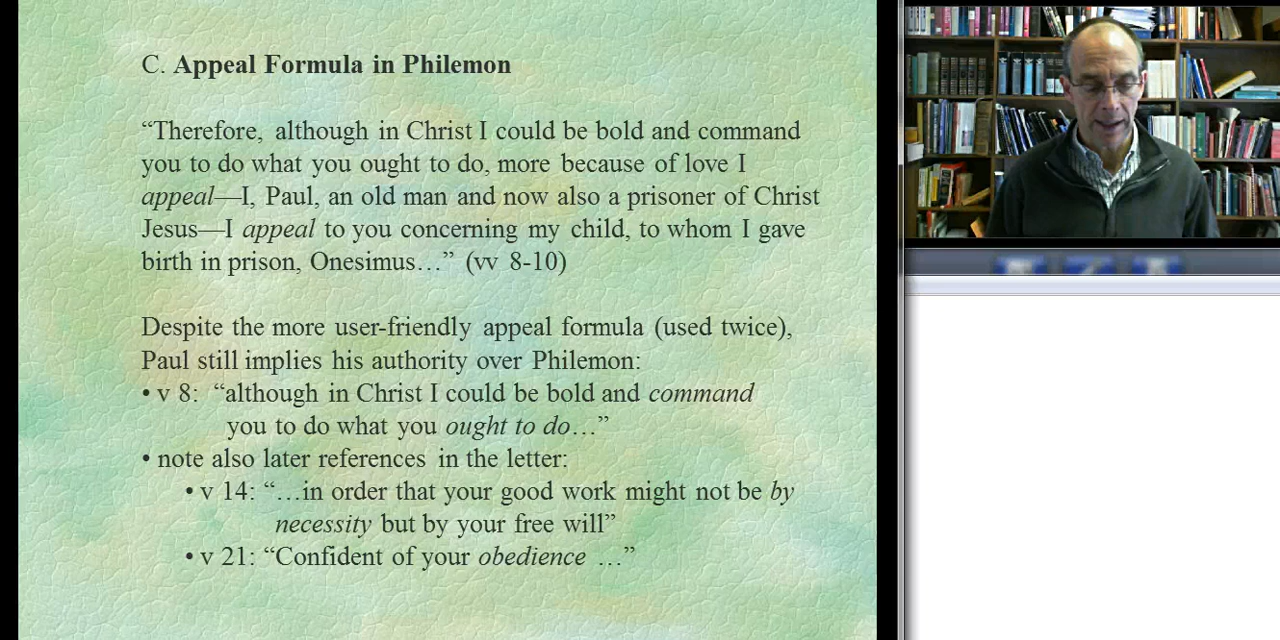 C. Appeal Formula in Philemon
“Therefore, although in Christ I could be bold and command
you to do what you ought to do, more because of love I
appeal—I, Paul, an old man and now also a prisoner of Christ
Jesus—I appeal to you concerning my child, to whom I gave
birth in prison, Onesimus…” (vv 8-10)
Despite the more user-friendly appeal formula (used twice),
Paul still implies his authority over Philemon:
• v 8: “although in Christ I could be bold and command
you to do what you ought to do…”
• note also later references in the letter:
• v 14: “…in order that your good work might not be by
necessity but by your free will”
• v 21: “Confident of your obedience …”